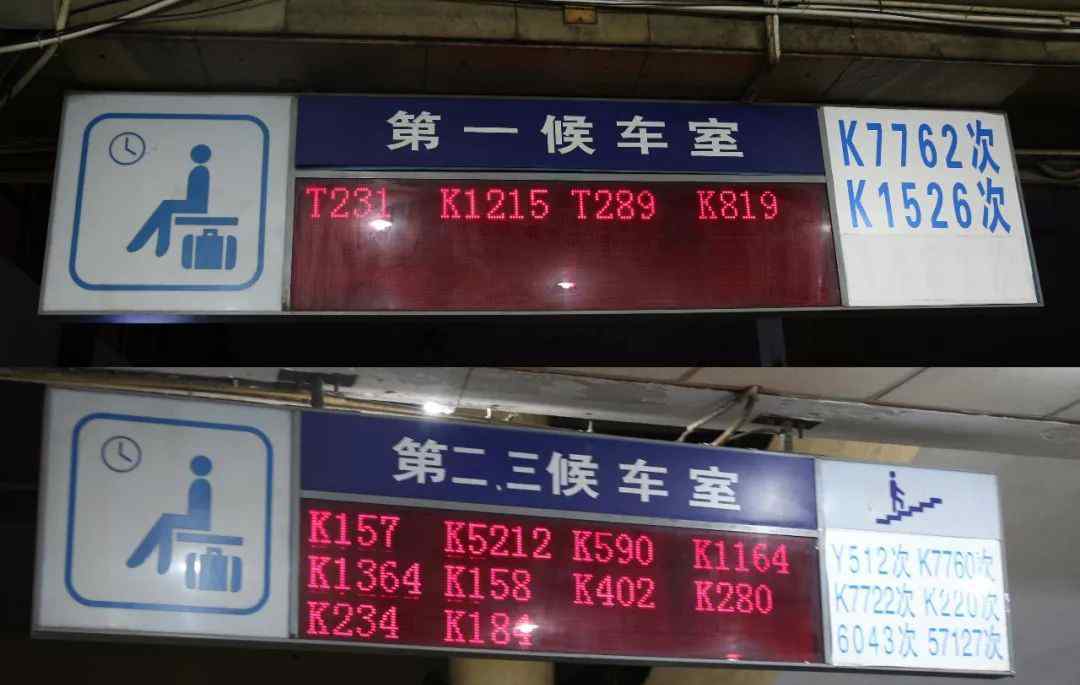 第一候车室
T231 K1215 T289 K819
K7762次
K1526次
第二、三候车室
K157 K5212 K590 K1164
K1364 K158 K402 K280
K234 K184
Y512次 K7760次
K7722次 K220次
6043次 57127次